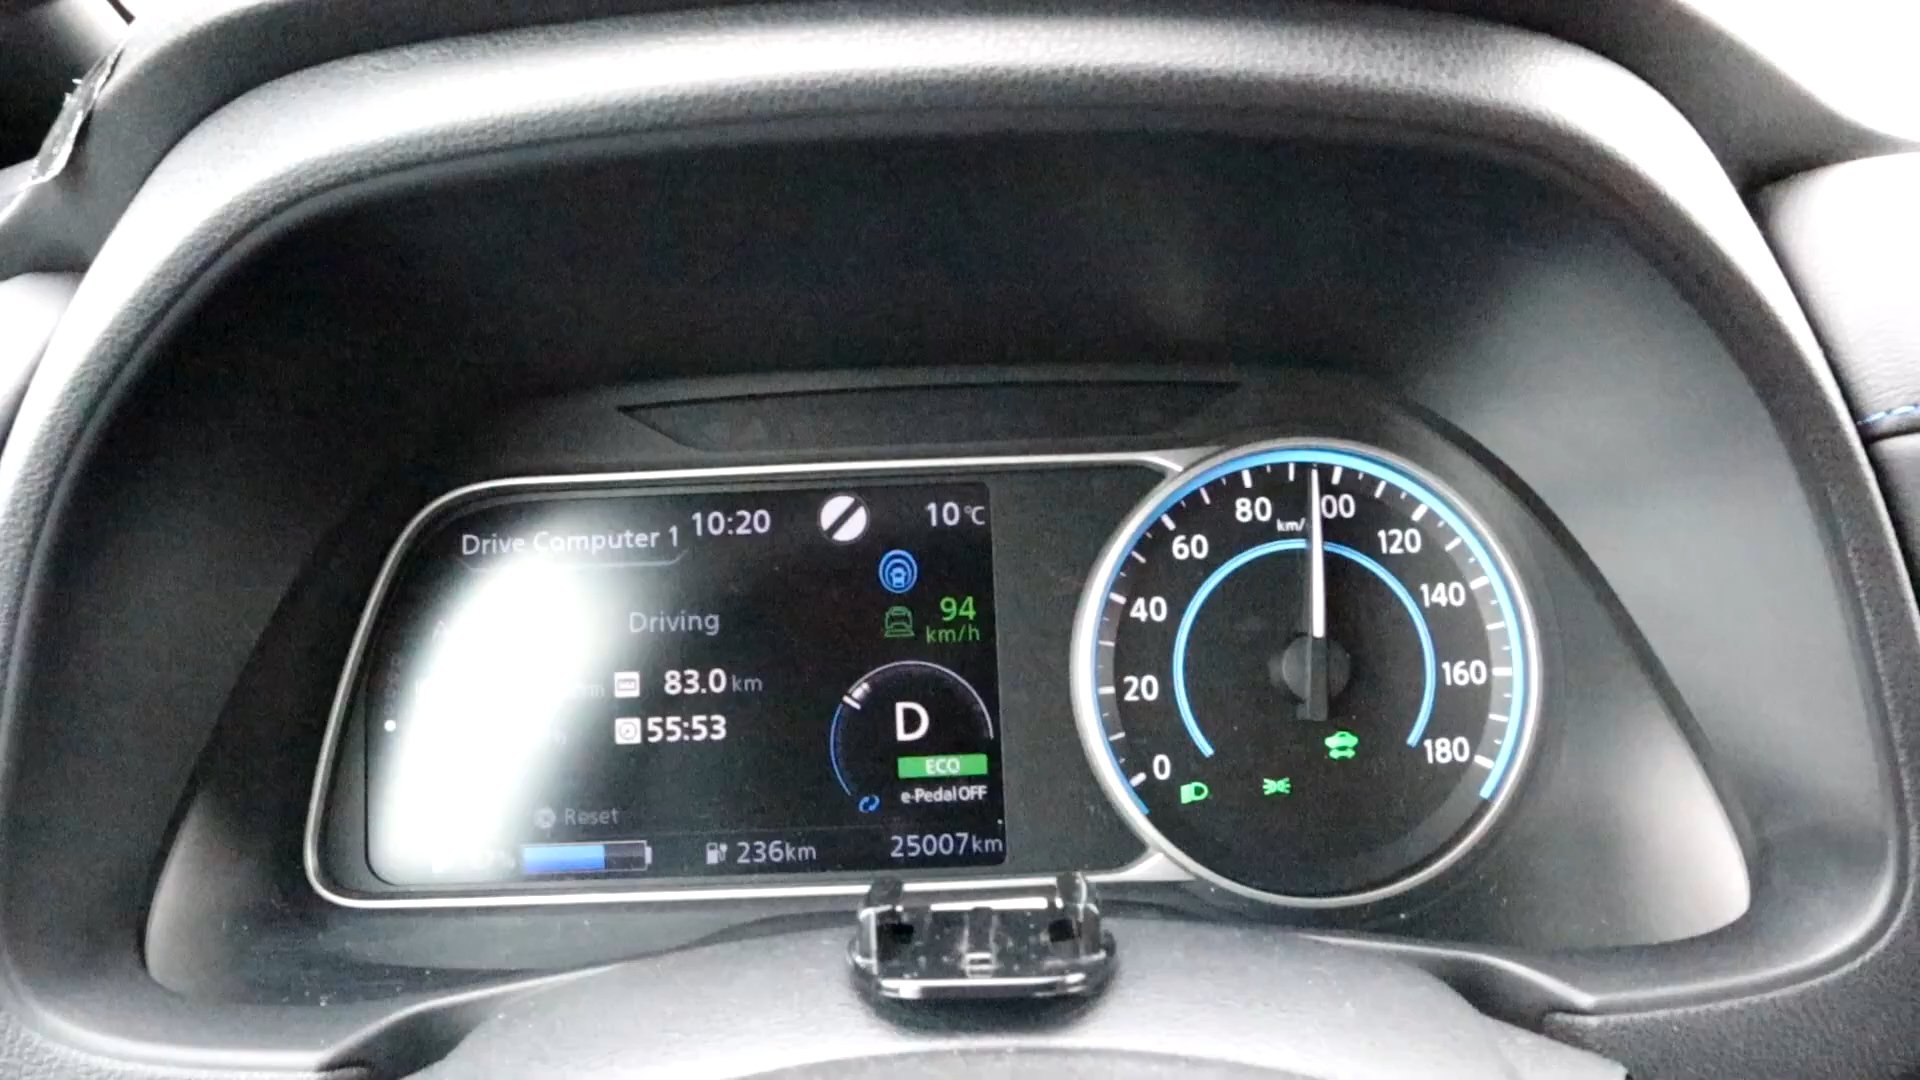 Drive Computer 1
10:20
10°C
Driving
94
km/h
83.0 km
55:53
D
ECO
e-Pedal OFF
Reset
236km
25007km
0
20
40
60
80
km/
00
120
140
160
180